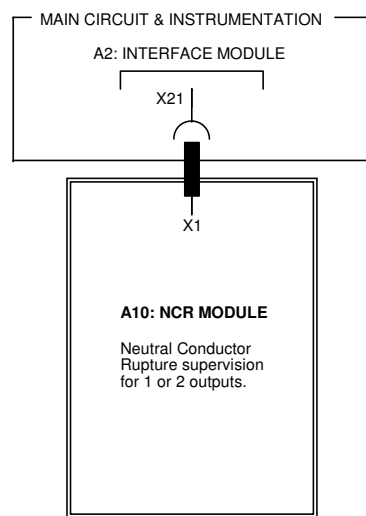 MAIN CIRCUIT & INSTRUMENTATION
A2: INTERFACE MODULE
X21
X1
A10: NCR MODULE
Neutral Conductor
Rupture supervision
for 1 or 2 outputs.